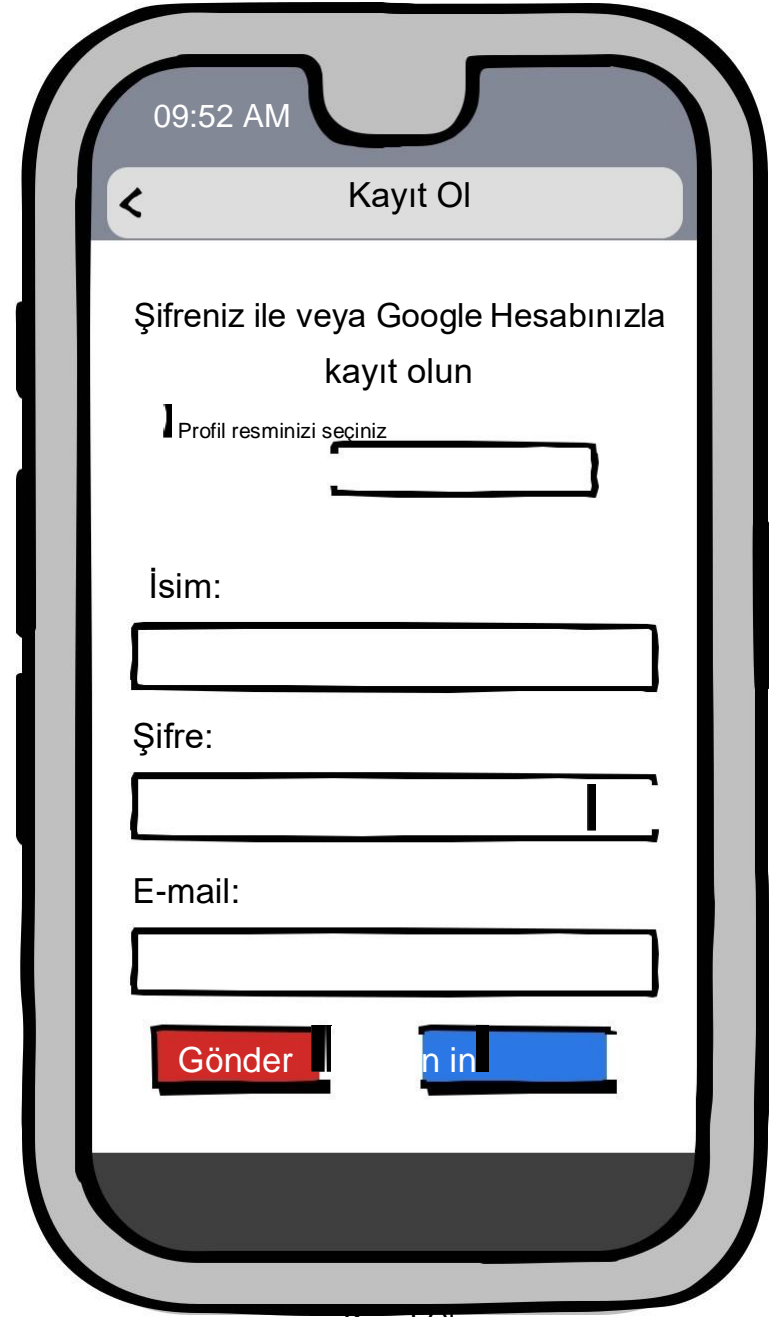 09:52 AM
Kayıt Ol
Şifreniz ile veya Google Hesabınızla
kayıt olun
Profil resminizi seçiniz
İsim:
Şifre:
E-mail:
Gönder
n in